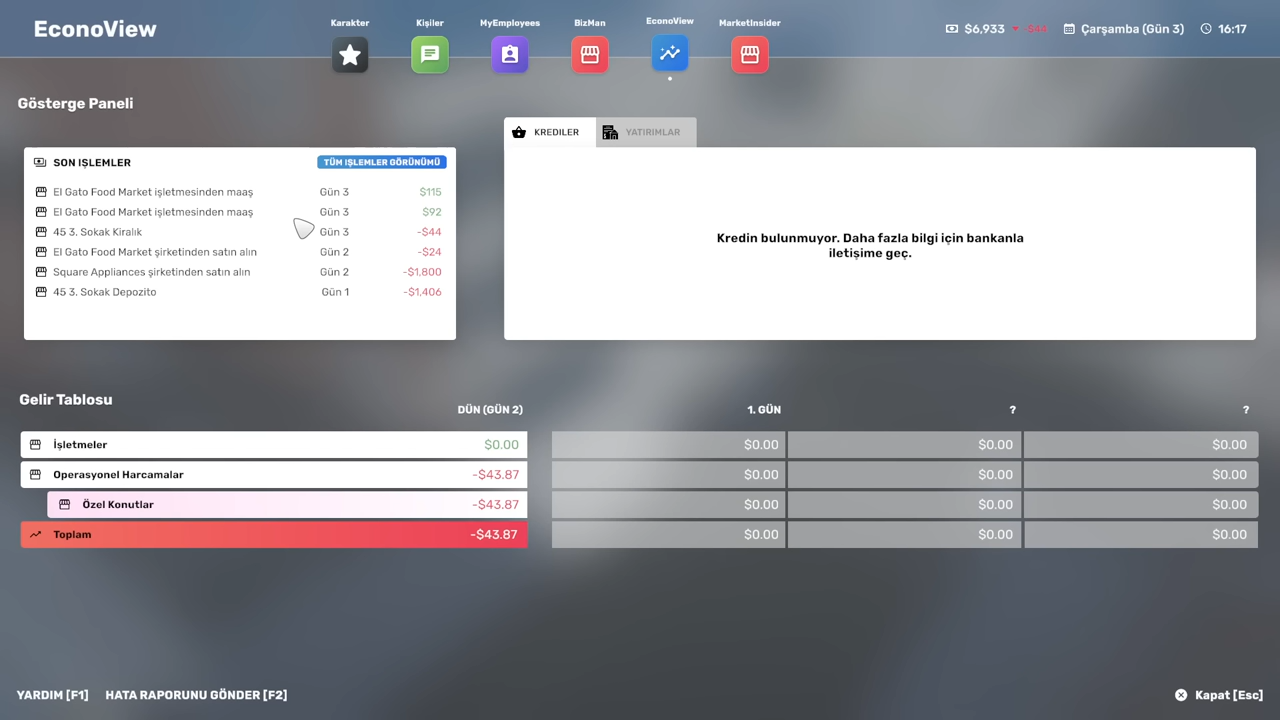 EconoView
Karakter
Kişiler
MyEmployees
BizMan
EconoView
MarketInsider
$6,933 -$44 Çarşamba (Gün 3) 16:17
Gösterge Paneli
KREDİLER
YATIRIMLAR
SON IŞLEMLER
TÜM IŞLEMLER GÖRÜNÜMÜ
El Gato Food Market işletmesinden maaş Gün 3 $115
El Gato Food Market işletmesinden maaş Gün 3 $92
45 3. Sokak Kiralık Gün 3 -$44
El Gato Food Market şirketinden satın alın Gün 2 -$24
Square Appliances şirketinden satın alın Gün 2 -$1,800
45 3. Sokak Depozito Gün 1 -$1,406
Kredin bulunmuyor. Daha fazla bilgi için bankanla
iletişime geç.
Gelir Tablosu
DÜN (GÜN 2) 1. GÜN ? ?
İşletmeler $0.00 $0.00 $0.00 $0.00
Operasyonel Harcamalar -$43.87 $0.00 $0.00 $0.00
Özel Konutlar -$43.87 $0.00 $0.00 $0.00
Toplam -$43.87 $0.00 $0.00 $0.00
YARDIM [F1] HATA RAPORUNU GÖNDER [F2]
Kapat [Esc]